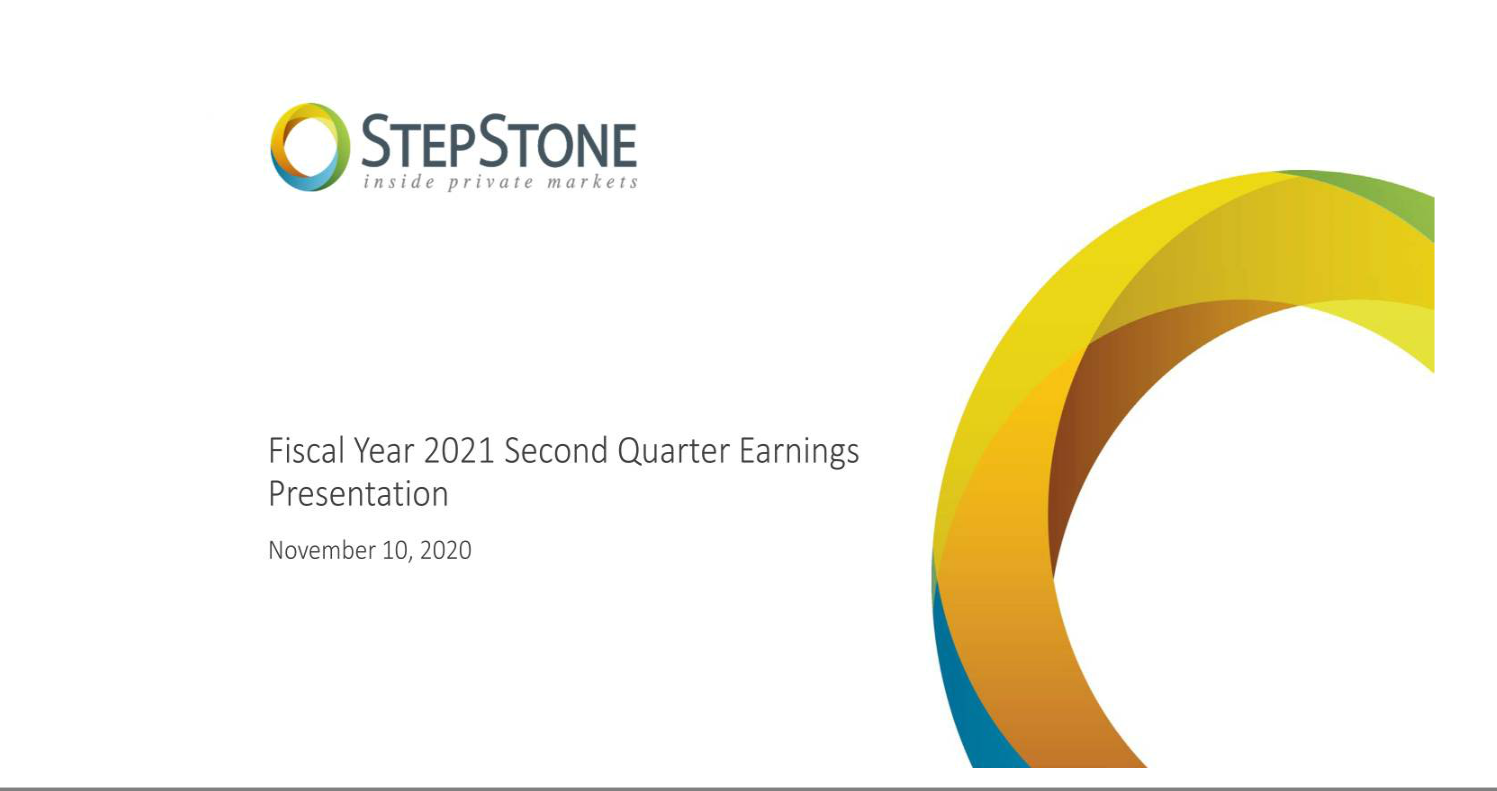 STEPSTONE
inside private markets
Fiscal Year 2021 Second Quarter Earnings
Presentation
November 10, 2020